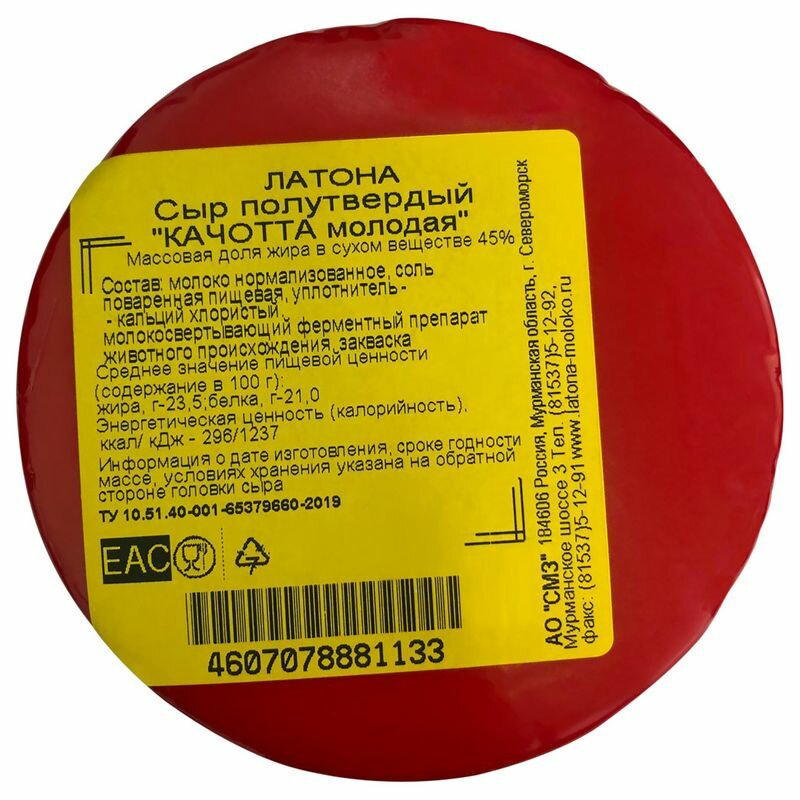 ЛАТОНА
Сыр полутвердый
"КАЧОТТА молодая"
Массовая доля жира в сухом веществе 45%
Состав: молоко нормализованное, соль
поваренная пищевая, уплотнитель -
- кальций хлористый,
молокосвертывающий ферментный препарат
животного происхождения, закваска
Среднее значение пищевой ценности
(содержание в 100 г):
жира, г-23,5;белка, г-21,0
Энергетическая ценность (калорийность),
ккал/ кДж - 296/1237
Информация о дате изготовления, сроке годности
массе, условиях хранения указана на обратной
стороне головки сыра
ТУ 10.51.40-001-65379660-2019
EAC
4607078881133
АО "СМЗ" 184606 Россия, Мурманская область, г. Североморск
Мурманское шоссе 3 Тел. (81537)5-12-92,
факс: (81537)5-12-91 www.latona-moloko.ru